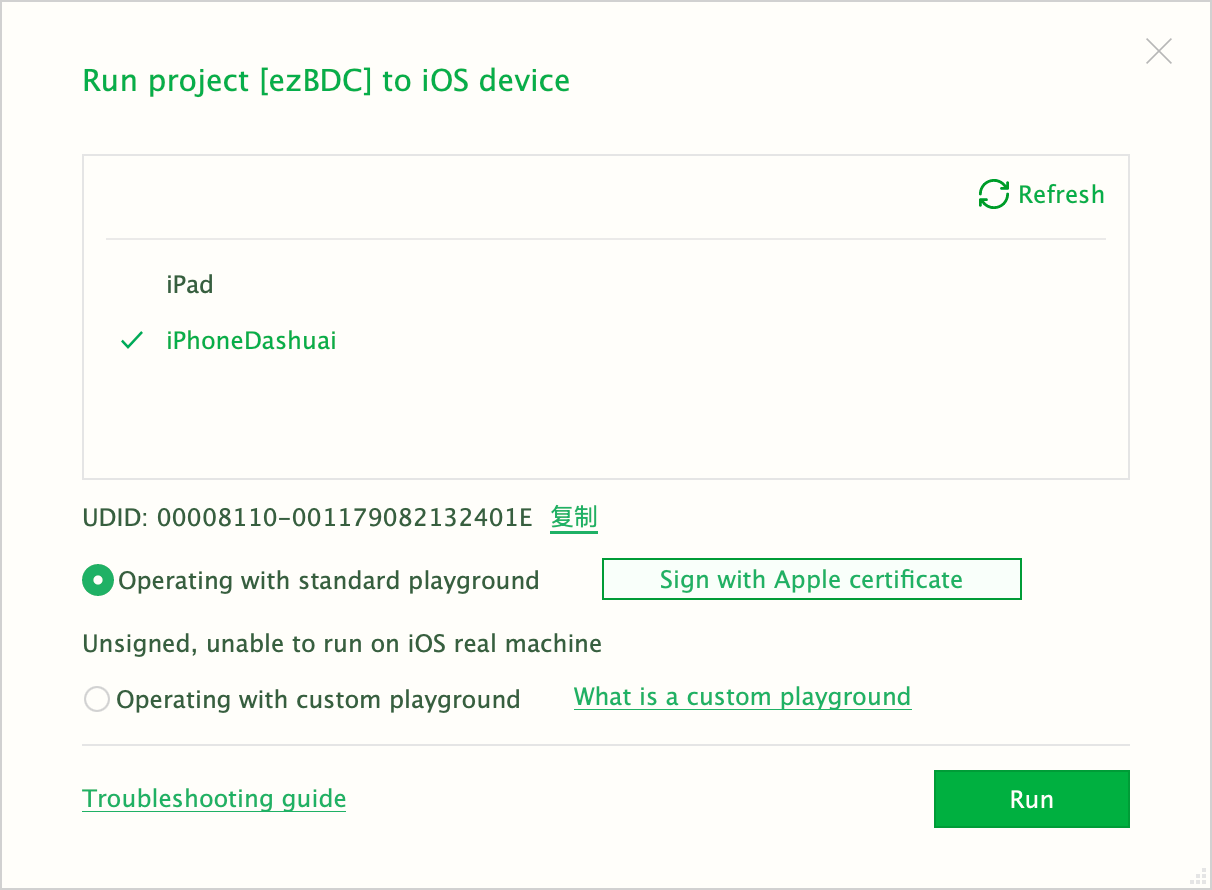 Run project [ezBDC] to iOS device
Refresh
iPad
iPhoneDashuai
UDID: 00008110-001179082132401E 复制
Operating with standard playground
Sign with Apple certificate
Unsigned, unable to run on iOS real machine
Operating with custom playground
What is a custom playground
Troubleshooting guide
Run